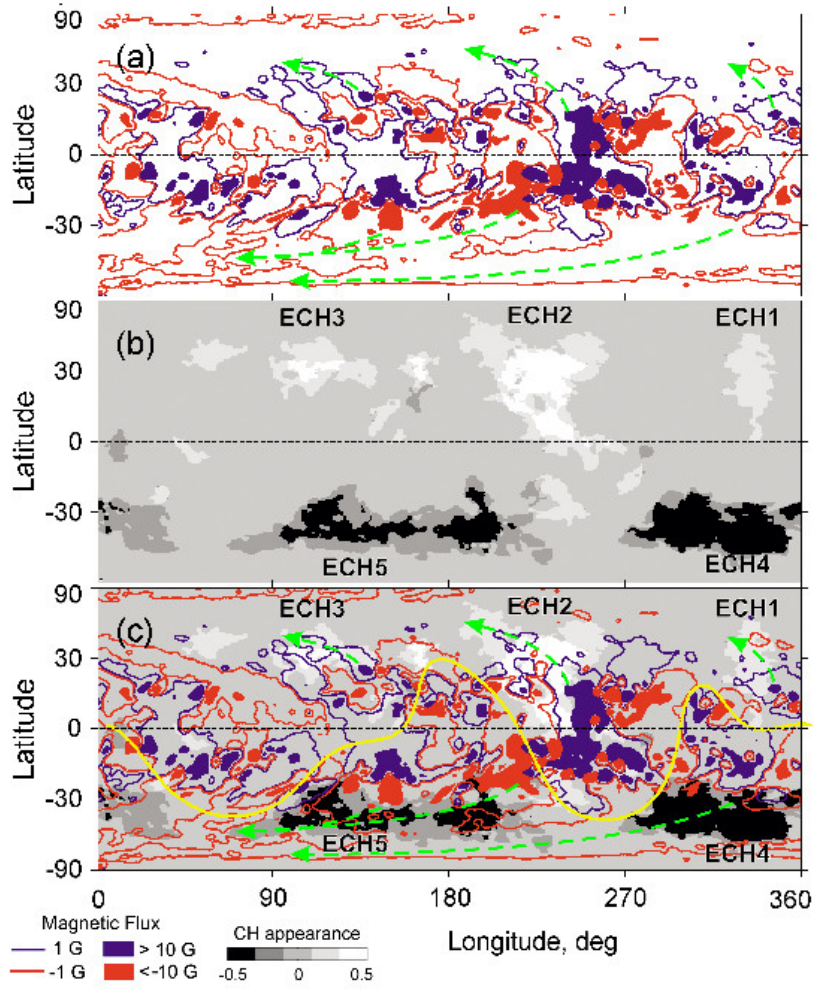 90
(a)
30
Latitude
0
-30
90
ECH3
ECH2
ECH1
(b)
30
Latitude
0
-30
ECH5
ECH4
90
ECH3
ECH2
ECH1
(c)
30
Latitude
0
-30
ECH5
ECH4
-90
0
90
180
270
360
Magnetic Flux
1 G
> 10 G
-1 G
<-10 G
CH appearance
-0.5
0
0.5
Longitude, deg